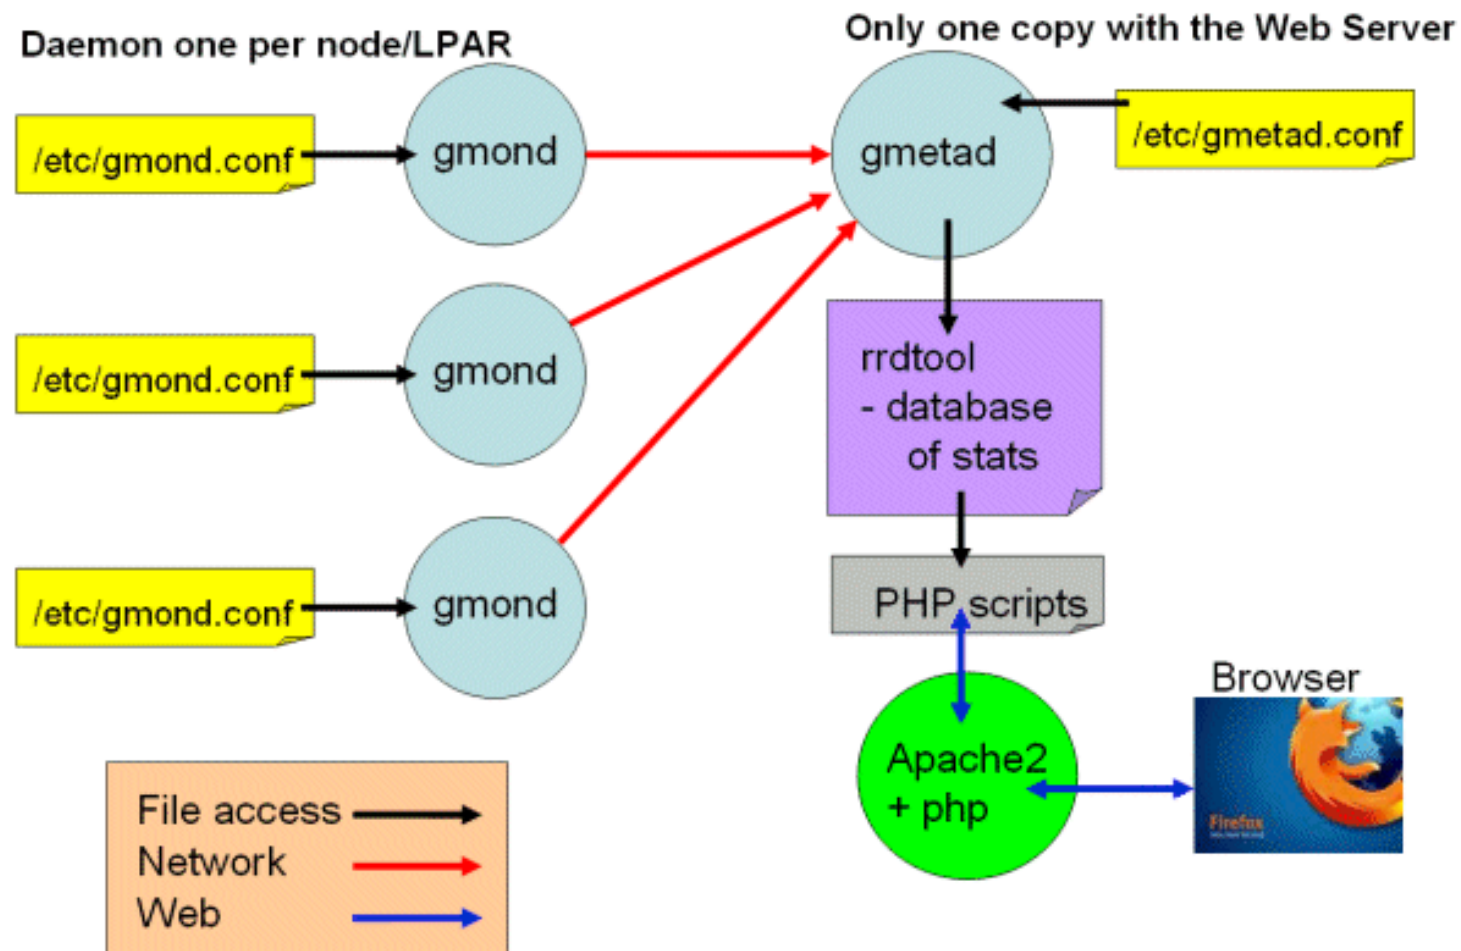 Daemon one per node/LPAR
Only one copy with the Web Server
/etc/gmond.conf
gmond
gmetad
/etc/gmetad.conf
/etc/gmond.conf
gmond
rrdtool
- database
of stats
/etc/gmond.conf
gmond
PHP scripts
Browser
Apache2
+ php
Firefox
File access
Network
Web